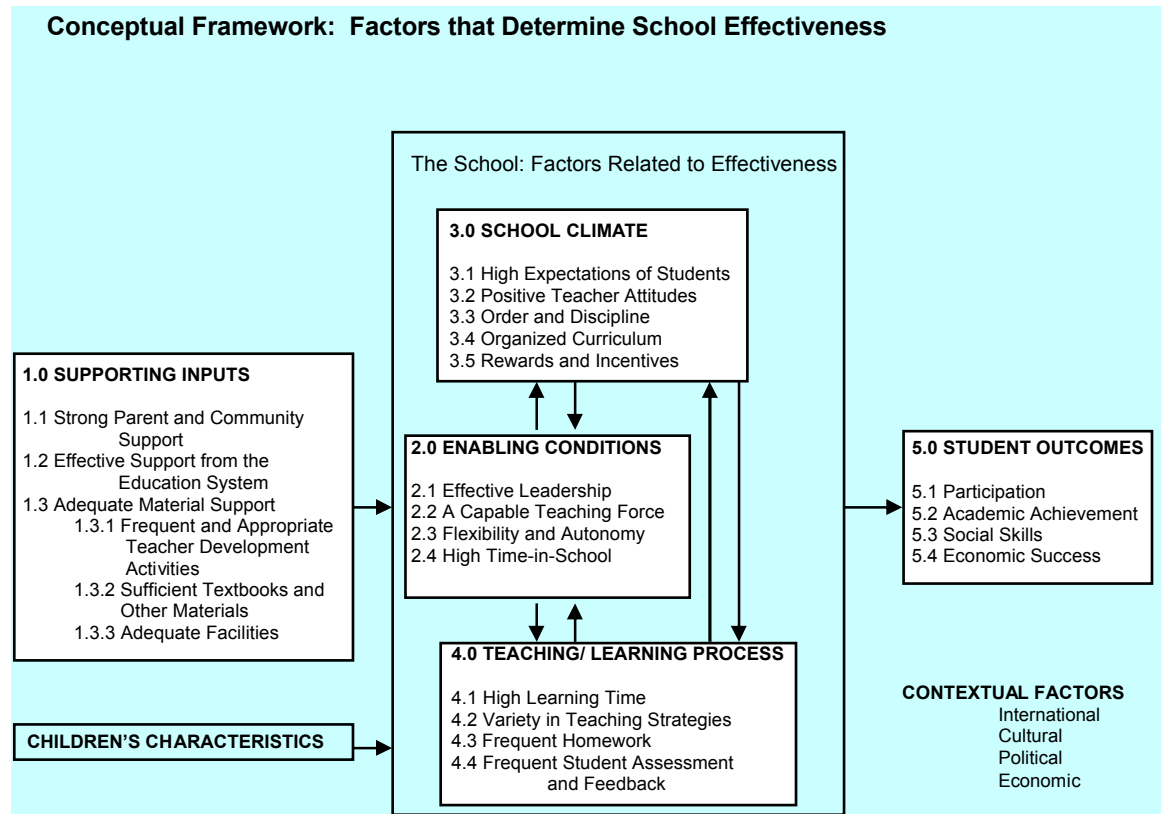 Conceptual Framework: Factors that Determine School Effectiveness
The School: Factors Related to Effectiveness
3.0 SCHOOL CLIMATE
3.1 High Expectations of Students
3.2 Positive Teacher Attitudes
3.3 Order and Discipline
3.4 Organized Curriculum
3.5 Rewards and Incentives
1.0 SUPPORTING INPUTS
1.1 Strong Parent and Community
Support
1.2 Effective Support from the
Education System
1.3 Adequate Material Support
1.3.1 Frequent and Appropriate
Teacher Development
Activities
1.3.2 Sufficient Textbooks and
Other Materials
1.3.3 Adequate Facilities
2.0 ENABLING CONDITIONS
2.1 Effective Leadership
2.2 A Capable Teaching Force
2.3 Flexibility and Autonomy
2.4 High Time-in-School
5.0 STUDENT OUTCOMES
5.1 Participation
5.2 Academic Achievement
5.3 Social Skills
5.4 Economic Success
4.0 TEACHING/ LEARNING PROCESS
4.1 High Learning Time
4.2 Variety in Teaching Strategies
4.3 Frequent Homework
4.4 Frequent Student Assessment
and Feedback
CHILDREN'S CHARACTERISTICS
CONTEXTUAL FACTORS
International
Cultural
Political
Economic